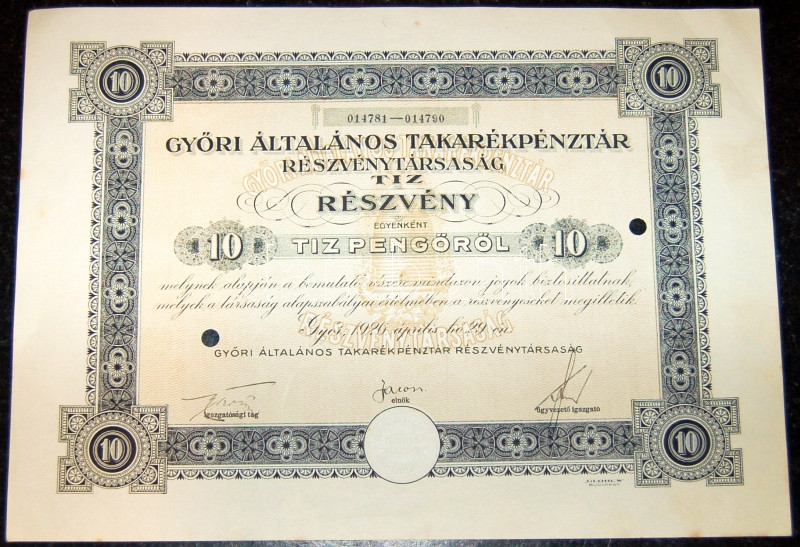 10 10
014781—014790
GYŐRI ÁLTALÁNOS TAKARÉKPÉNZTÁR
RÉSZVÉNYTÁRSASÁG
TIZ
RÉSZVÉNY
EGYENKÉNT
10 TIZ PENGŐRŐL 10
melynek alapján a bemutató részére mindazon jogok biztosíttatnak,
melyek a társaság alapszabályai értelmében a részvényeseket megilletik.
Győr, 1926 április hó 29-én
GYŐRI ÁLTALÁNOS TAKARÉKPÉNZTÁR RÉSZVÉNYTÁRSASÁG
igazgatósági tag
elnök
ügyvezető igazgató
10 10
BUDAPEST